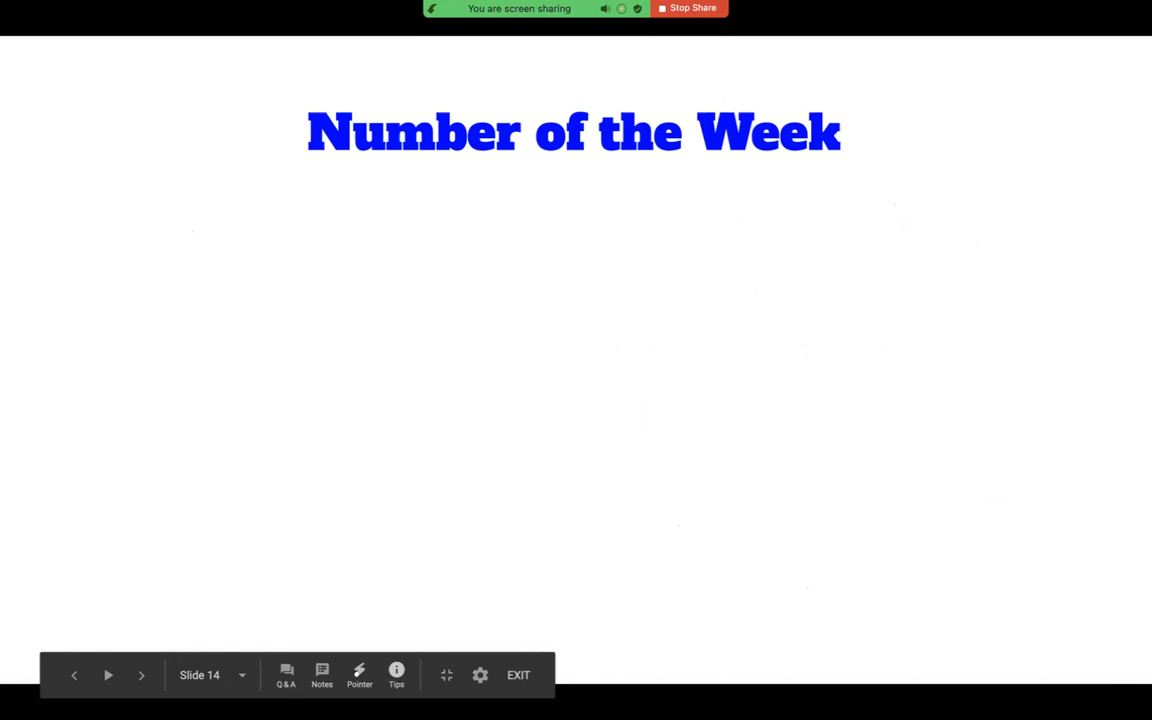 You are screen sharing
Stop Share
Number of the Week
Slide 14
Q & A
Notes
Pointer
Tips
EXIT